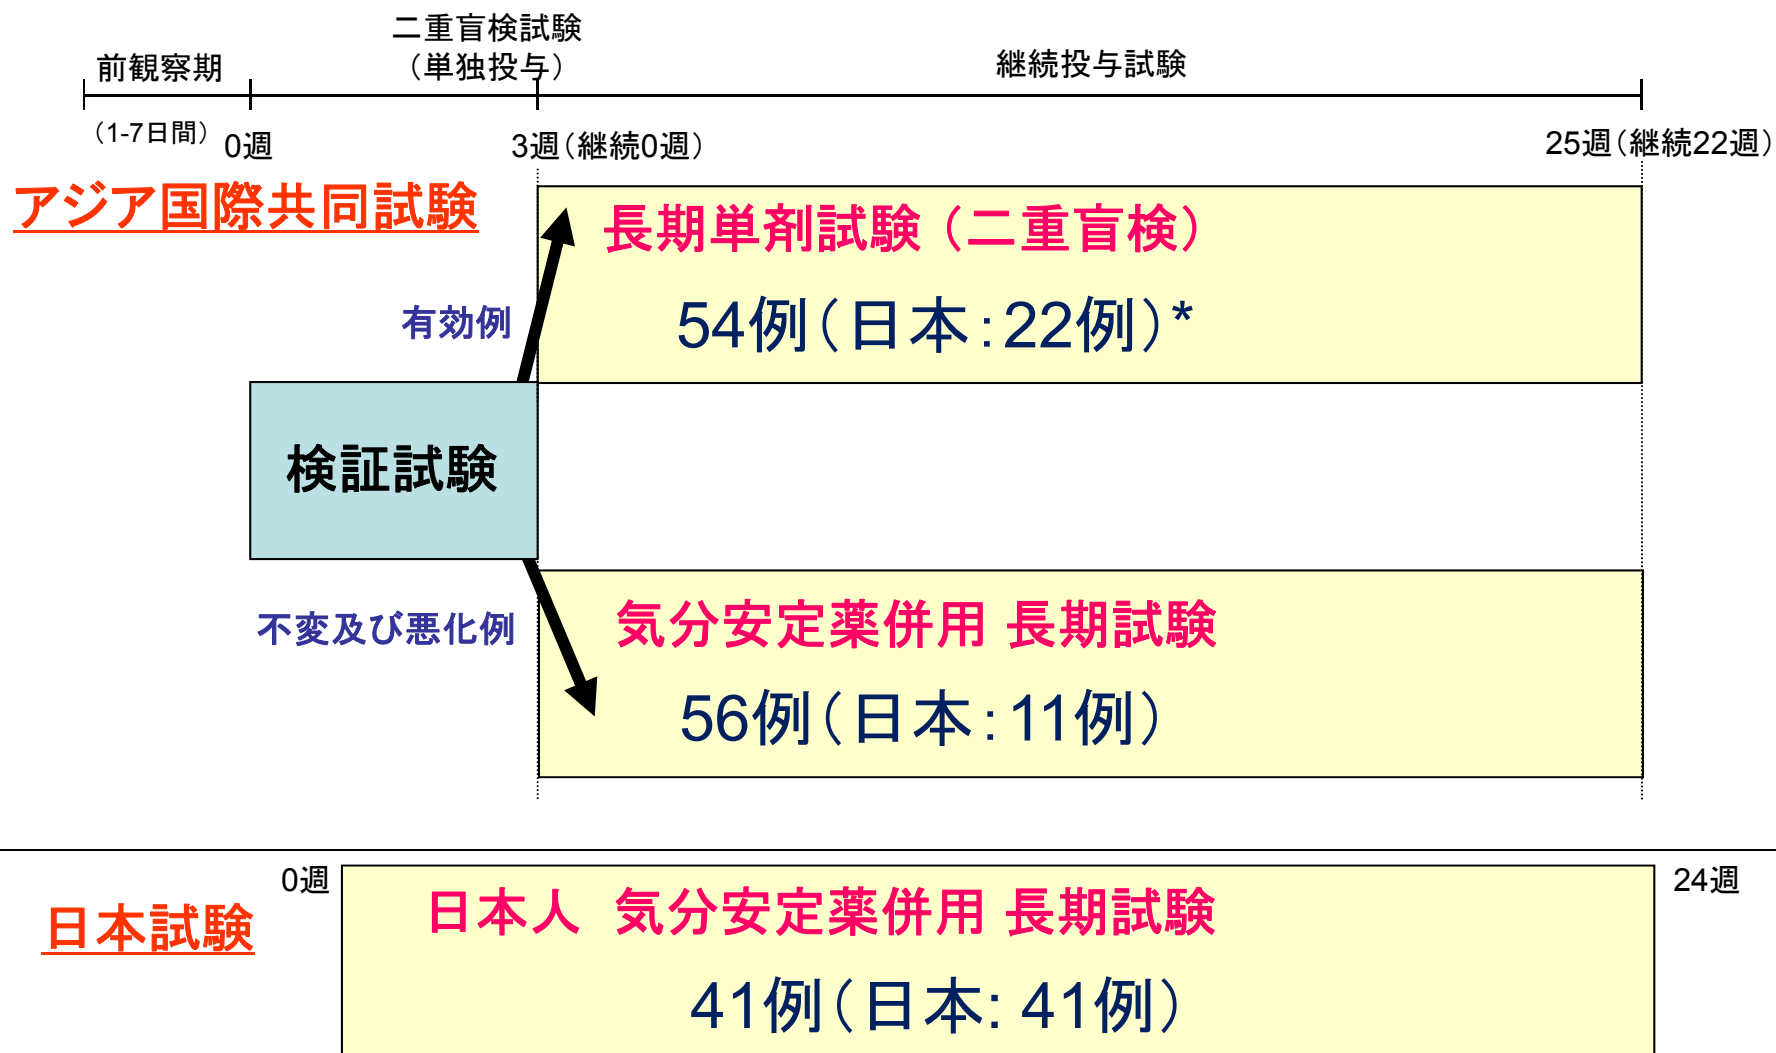 二重盲検試験
前観察期
（単独投与）
継続投与試験
（1-7日間）
0週
3週（継続0週）
25週（継続22週）
アジア国際共同試験
長期単剤試験（二重盲検）
有効例
54例（日本：22例）*
検証試験
不変及び悪化例
気分安定薬併用 長期試験
56例（日本：11例）
0週
24週
日本試験
日本人 気分安定薬併用 長期試験
41例（日本: 41例）